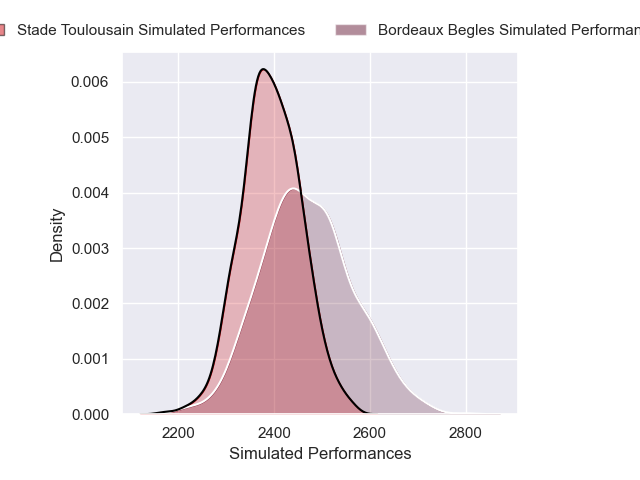 Stade Toulousain Simulated Performances
Bordeaux Begles Simulated Performan
0.006
0.005
0.004
0.003
0.002
0.001
0.000
Density
2200 2400 2600 2800
Simulated Performances